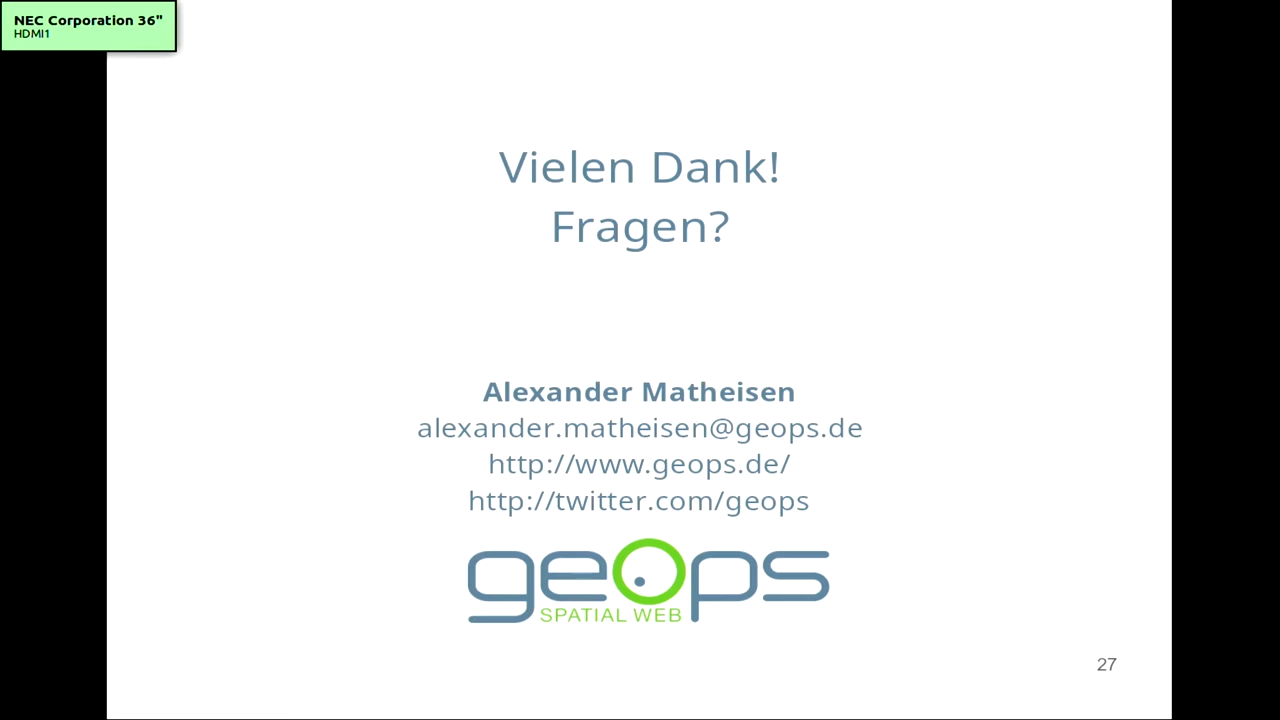 NEC Corporation 36"
HDMI1
Vielen Dank!
Fragen?
Alexander Matheisen
alexander.matheisen@geops.de
http://www.geops.de/
http://twitter.com/geops
geops
SPATIAL WEB
27